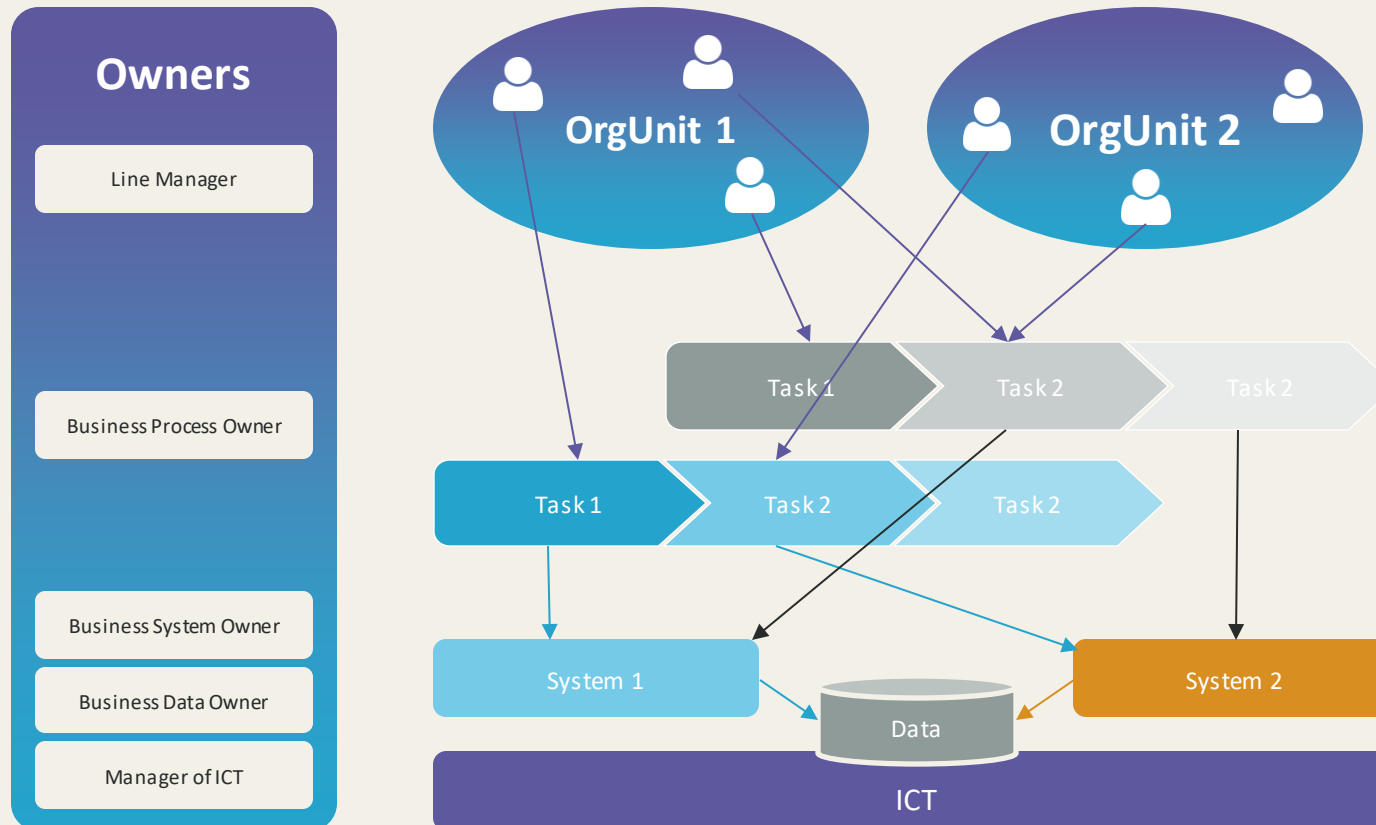 Owners
Line Manager
Business Process Owner
Business System Owner
Business Data Owner
Manager of ICT
OrgUnit 1
OrgUnit 2
Task 1
Task 2
Task 2
Task 1
Task 2
Task 2
System 1
System 2
Data
ICT